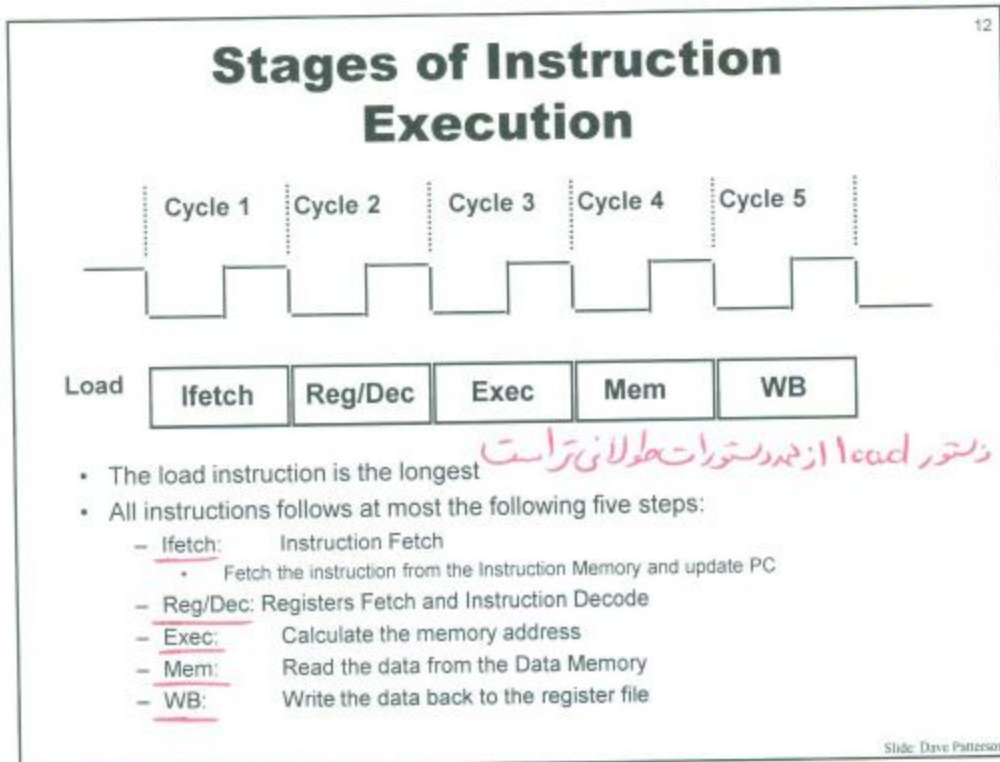 12
Stages of Instruction
Execution
Cycle 1 Cycle 2 Cycle 3 Cycle 4 Cycle 5
Load Ifetch Reg/Dec Exec Mem WB
دستور load از همه دستورات طولانی تر است
• The load instruction is the longest
• All instructions follows at most the following five steps:
– Ifetch: Instruction Fetch
• Fetch the instruction from the Instruction Memory and update PC
– Reg/Dec: Registers Fetch and Instruction Decode
– Exec: Calculate the memory address
– Mem: Read the data from the Data Memory
– WB: Write the data back to the register file
Slide: Dave Patterson